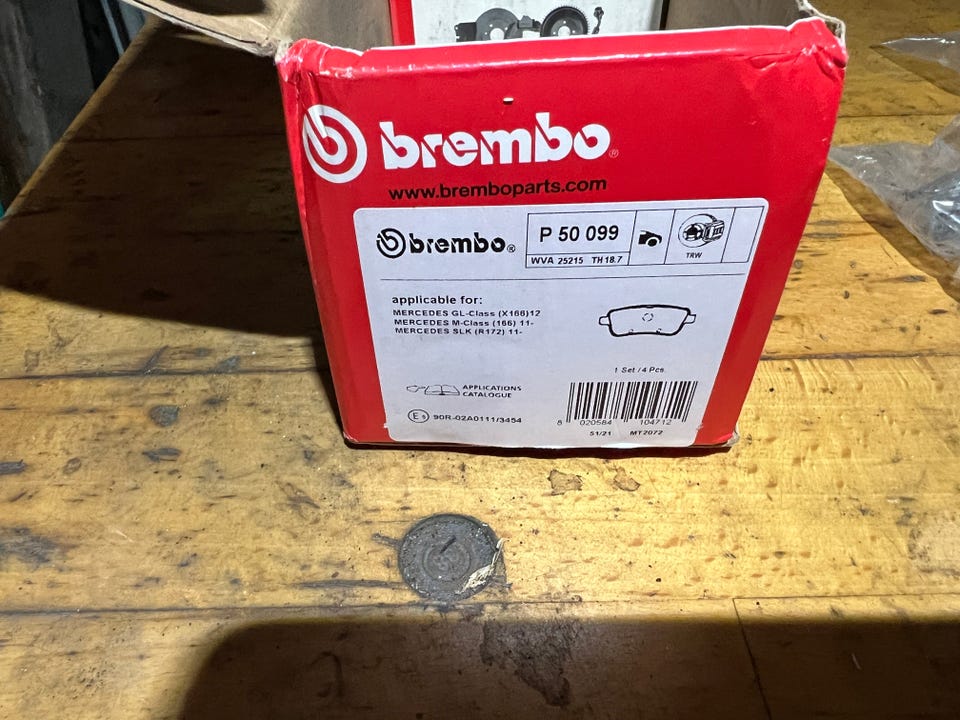 brembo®
www.bremboparts.com
brembo®
P 50 099
WVA 25215 TH 18.7
TRW
applicable for:
MERCEDES GL-Class (X166)12
MERCEDES M-Class (166) 11-
MERCEDES SLK (R172) 11-
1 Set / 4 Pcs.
APPLICATIONS
CATALOGUE
E9 90R-02A0111/3454
8 020584 104712
51/21 MT2072